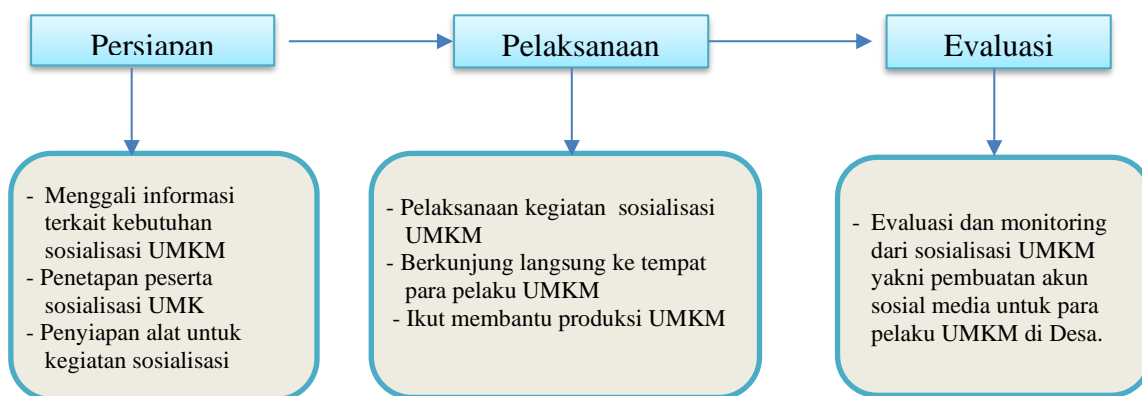 Persiapan
Pelaksanaan
Evaluasi
- Menggali informasi
terkait kebutuhan
sosialisasi UMKM
- Penetapan peserta
sosialisasi UMK
- Penyiapan alat untuk
kegiatan sosialisasi
- Pelaksanaan kegiatan sosialisasi
UMKM
- Berkunjung langsung ke tempat
para pelaku UMKM
- Ikut membantu produksi UMKM
- Evaluasi dan monitoring
dari sosialisasi UMKM
yakni pembuatan akun
sosial media untuk para
pelaku UMKM di Desa.